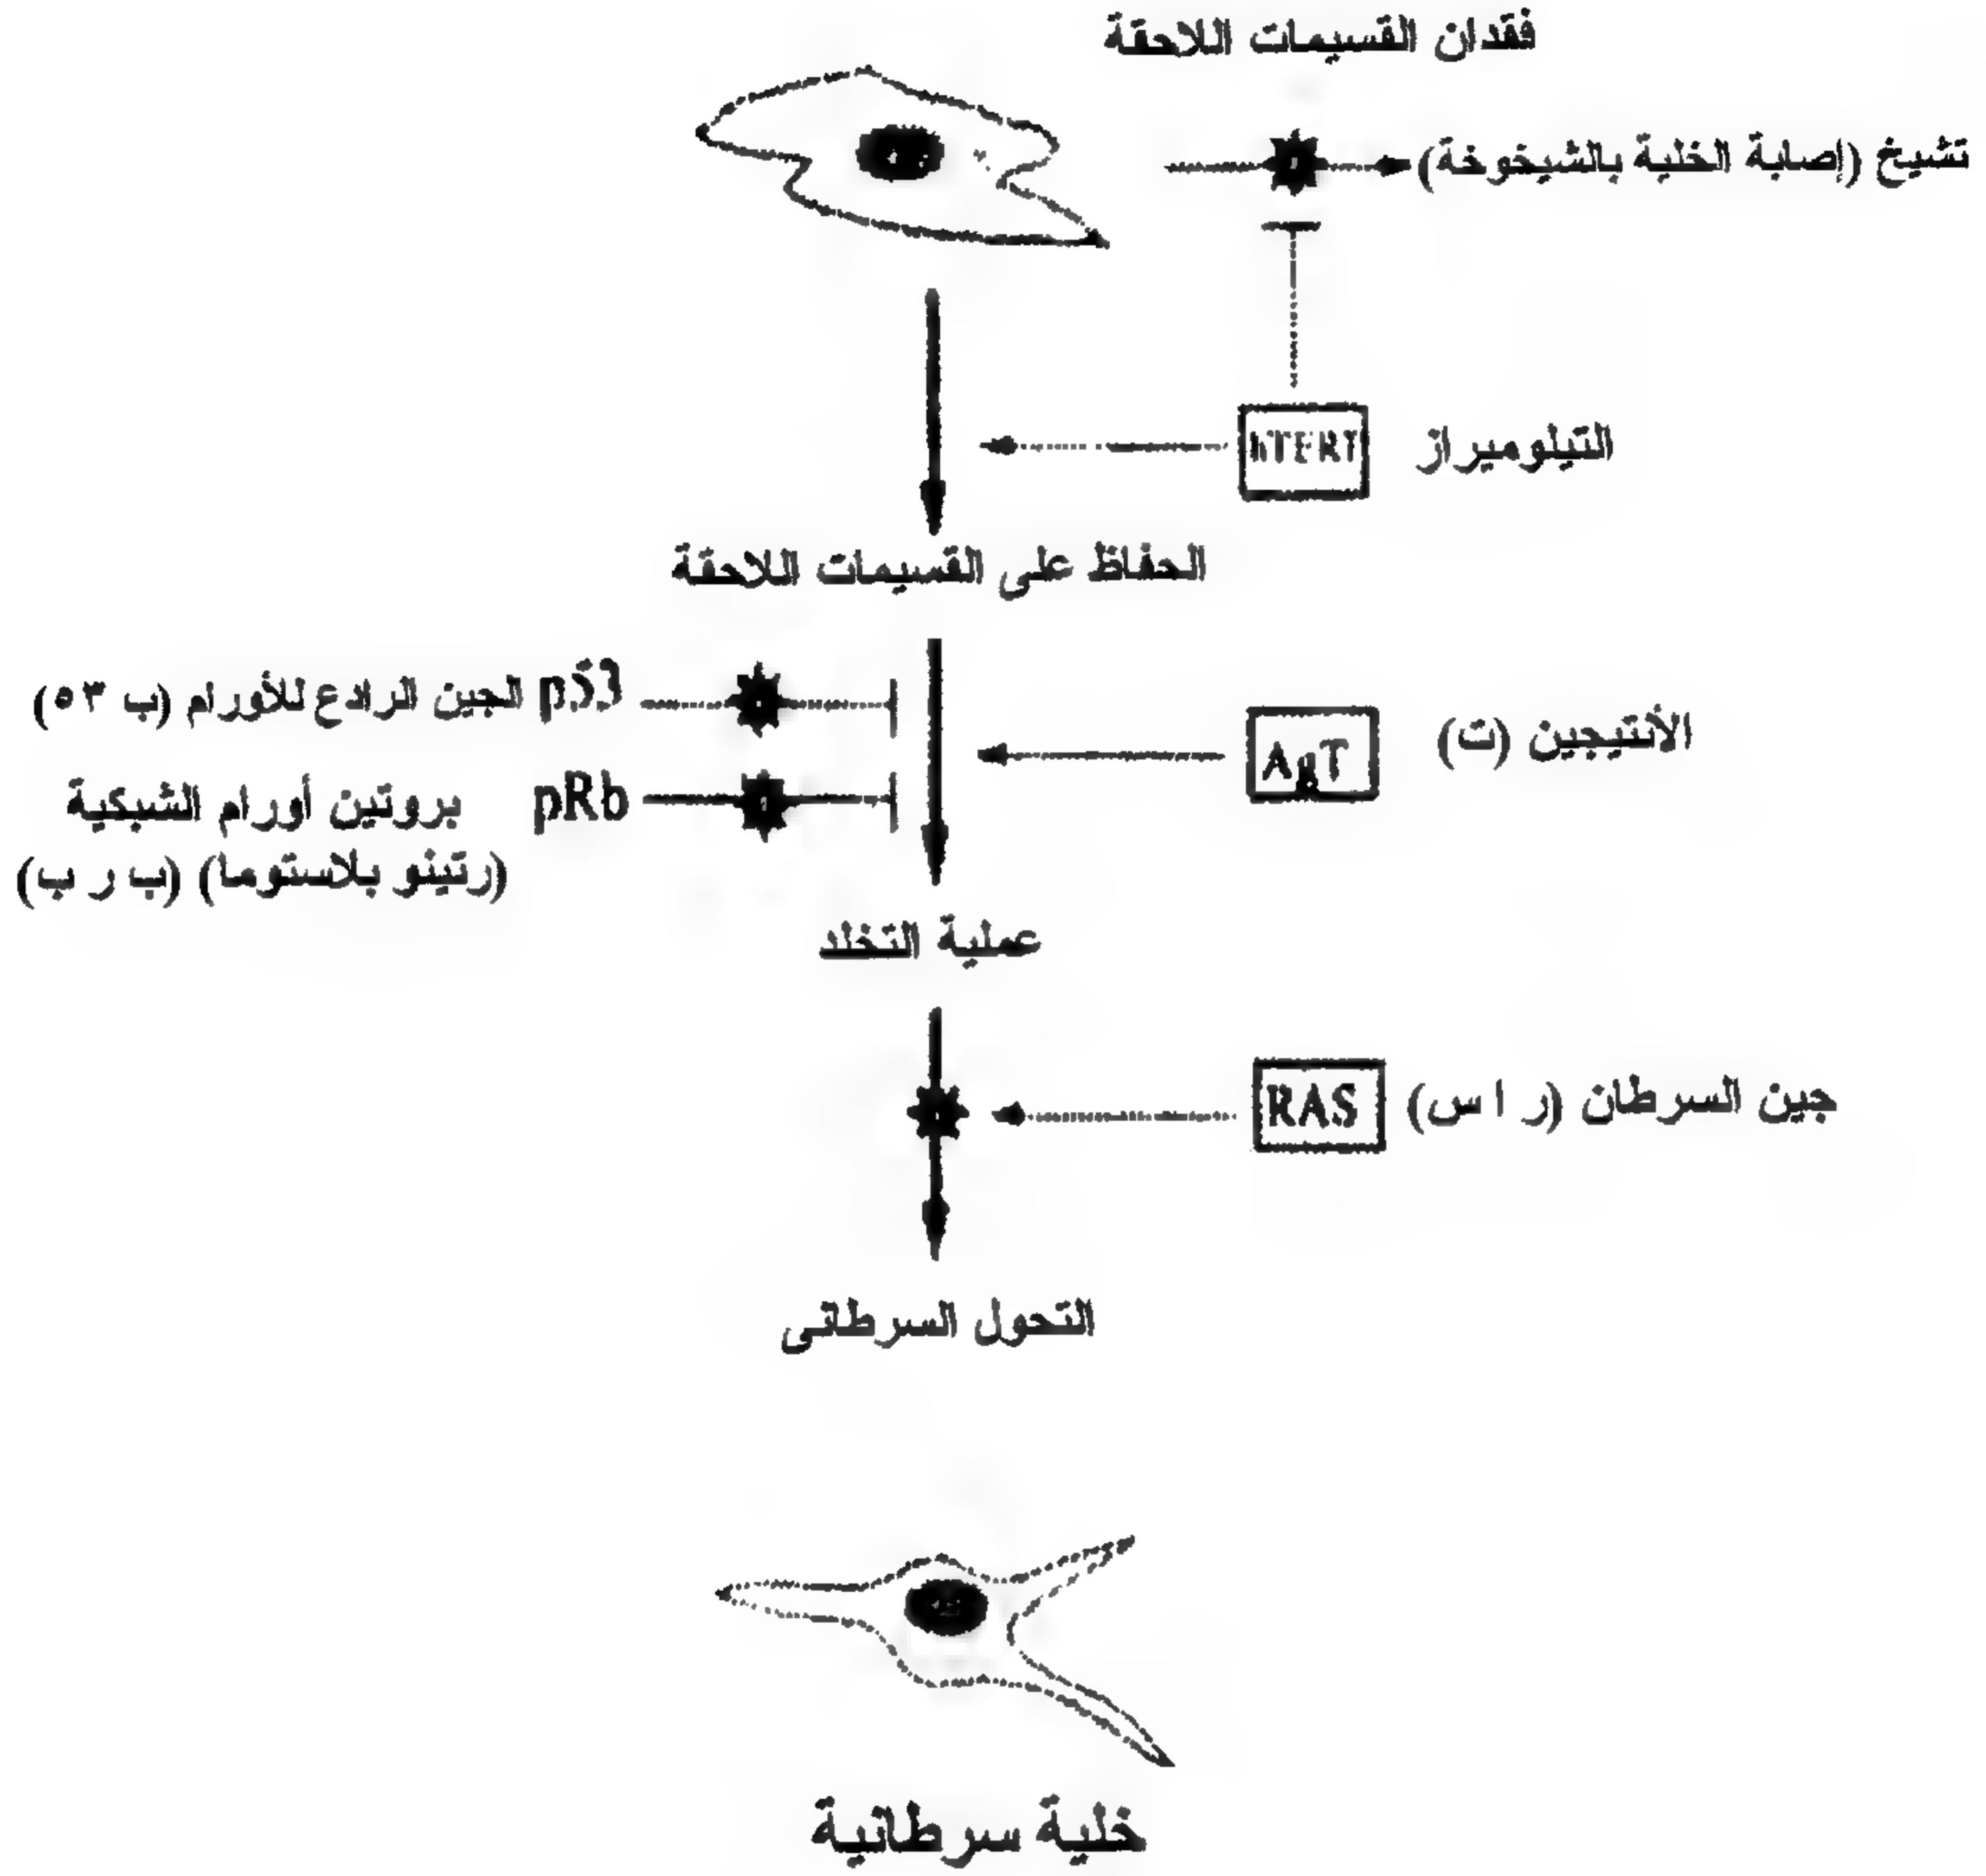 فقدان القسيمات اللاحقة
تشيخ (إصابة الخلية بالشيخوخة)
hTERT التيلوميراز
الحفاظ على القسيمات اللاحقة
p53 الجين الرادع للأورام (ب ٥٣)
AgT الأنتيجين (ت)
pRb بروتين أورام الشبكية
(رتينو بلاستوما) (ب ر ب)
عملية التخلد
RAS جين السرطان (ر ا س)
التحول السرطانى
خلية سرطانية